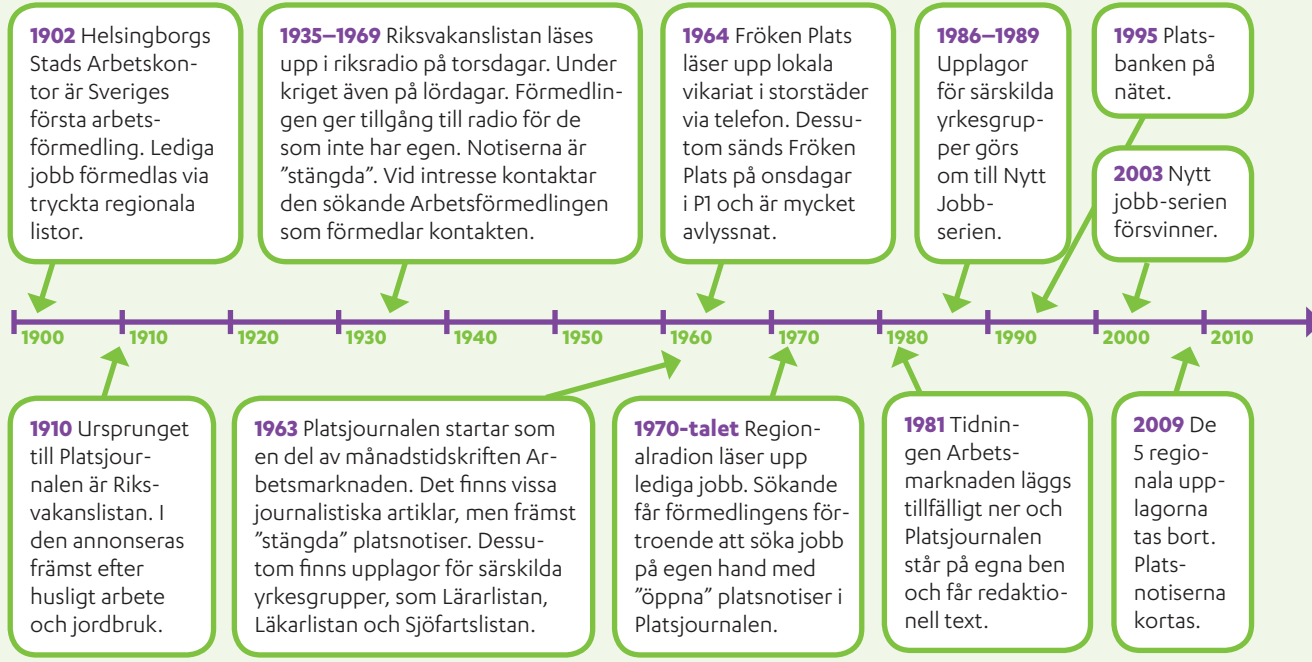 1902 Helsingborgs
Stads Arbetskon-
tor är Sveriges
första arbets-
förmedling. Lediga
jobb förmedlas via
tryckta regionala
listor.
1935–1969 Riksvakanslistan läses
upp i riksradio på torsdagar. Under
kriget även på lördagar. Förmedlin-
gen ger tillgång till radio för de
som inte har egen. Notiserna är
”stängda”. Vid intresse kontaktar
den sökande Arbetsförmedlingen
som förmedlar kontakten.
1964 Fröken Plats
läser upp lokala
vikariat i storstäder
via telefon. Dessu-
tom sänds Fröken
Plats på onsdagar
i P1 och är mycket
avlyssnat.
1986–1989
Upplagor
för särskilda
yrkesgrup-
per görs
om till Nytt
Jobb-
serien.
1995 Plats-
banken på
nätet.
2003 Nytt
jobb-serien
försvinner.
1900 1910 1920 1930 1940 1950 1960 1970 1980 1990 2000 2010
1910 Ursprunget
till Platsjour-
nalen är Riks-
vakanslistan. I
den annonseras
främst efter
husligt arbete
och jordbruk.
1963 Platsjournalen startar som
en del av månadstidskriften Ar-
betsmarknaden. Det finns vissa
journalistiska artiklar, men främst
”stängda” platsnotiser. Dessu-
tom finns upplagor för särskilda
yrkesgrupper, som Lärarlistan,
Läkarlistan och Sjöfartslistan.
1970-talet Region-
alradion läser upp
lediga jobb. Sökande
får förmedlingens för-
troende att söka jobb
på egen hand med
”öppna” platsnotiser i
Platsjournalen.
1981 Tidnin-
gen Arbets-
marknaden läggs
tillfälligt ner och
Platsjournalen
står på egna ben
och får redaktio-
nell text.
2009 De
5 regio-
nala upp-
lagorna
tas bort.
Plats-
notiserna
kortas.